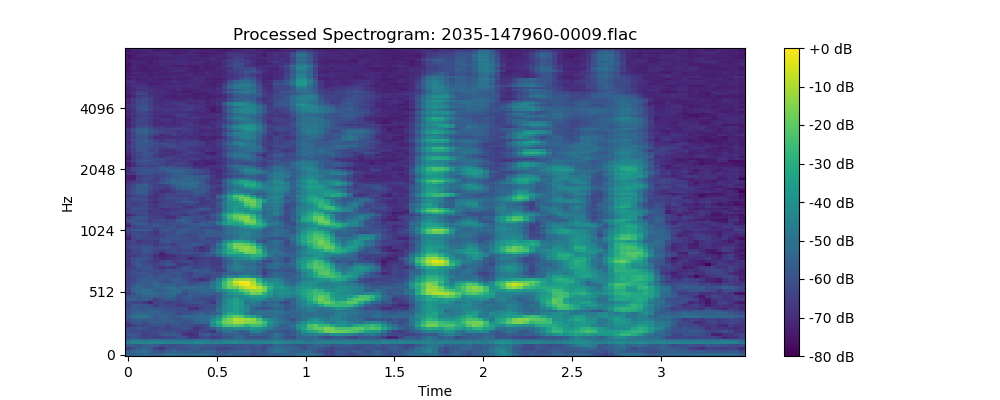 Processed Spectrogram: 2035-147960-0009.flac
Hz
4096
2048
1024
512
0
0
0.5
1
1.5
2
2.5
3
Time
+0 dB
-10 dB
-20 dB
-30 dB
-40 dB
-50 dB
-60 dB
-70 dB
-80 dB